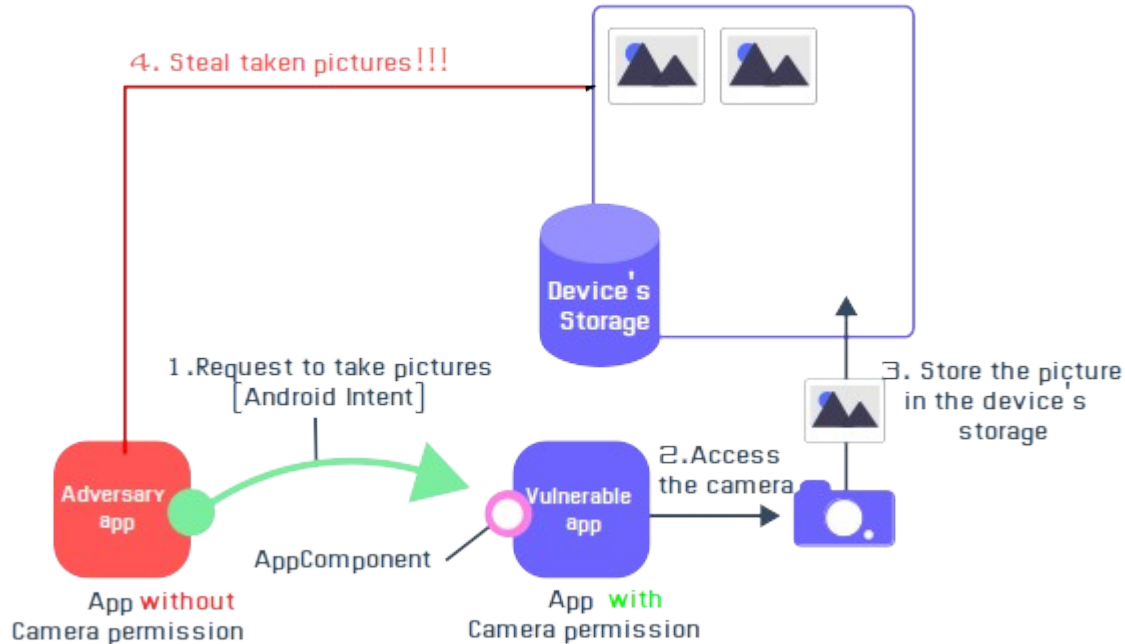 4. Steal taken pictures!!!
Device's
Storage
1.Request to take pictures
[Android Intent]
3. Store the picture
in the device's
storage
2.Access
the camera
Adversary
app
Vulnerable
app
AppComponent
App without
Camera permission
App with
Camera permission